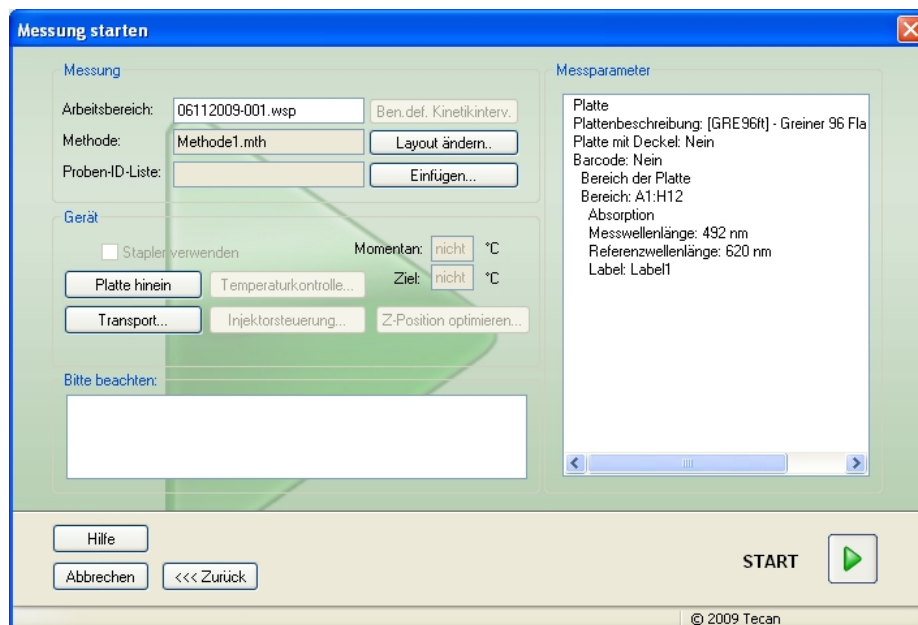 Messung starten
Messung
Arbeitsbereich: 06112009-001.wsp Ben.def. Kinetikinterv.
Methode: Methode1.mth Layout ändern..
Proben-ID-Liste: Einfügen...
Gerät
Stapler verwenden
Momentan: nicht °C
Ziel: nicht °C
Platte hinein Temperaturkontrolle...
Transport... Injektorsteuerung... Z-Position optimieren...
Bitte beachten:
Messparameter
Platte
Plattenbeschreibung: [GRE96ft] - Greiner 96 Fla
Platte mit Deckel: Nein
Barcode: Nein
Bereich der Platte
Bereich: A1:H12
Absorption
Messwellenlänge: 492 nm
Referenzwellenlänge: 620 nm
Label: Label1
Hilfe
Abbrechen <<< Zurück
START
© 2009 Tecan